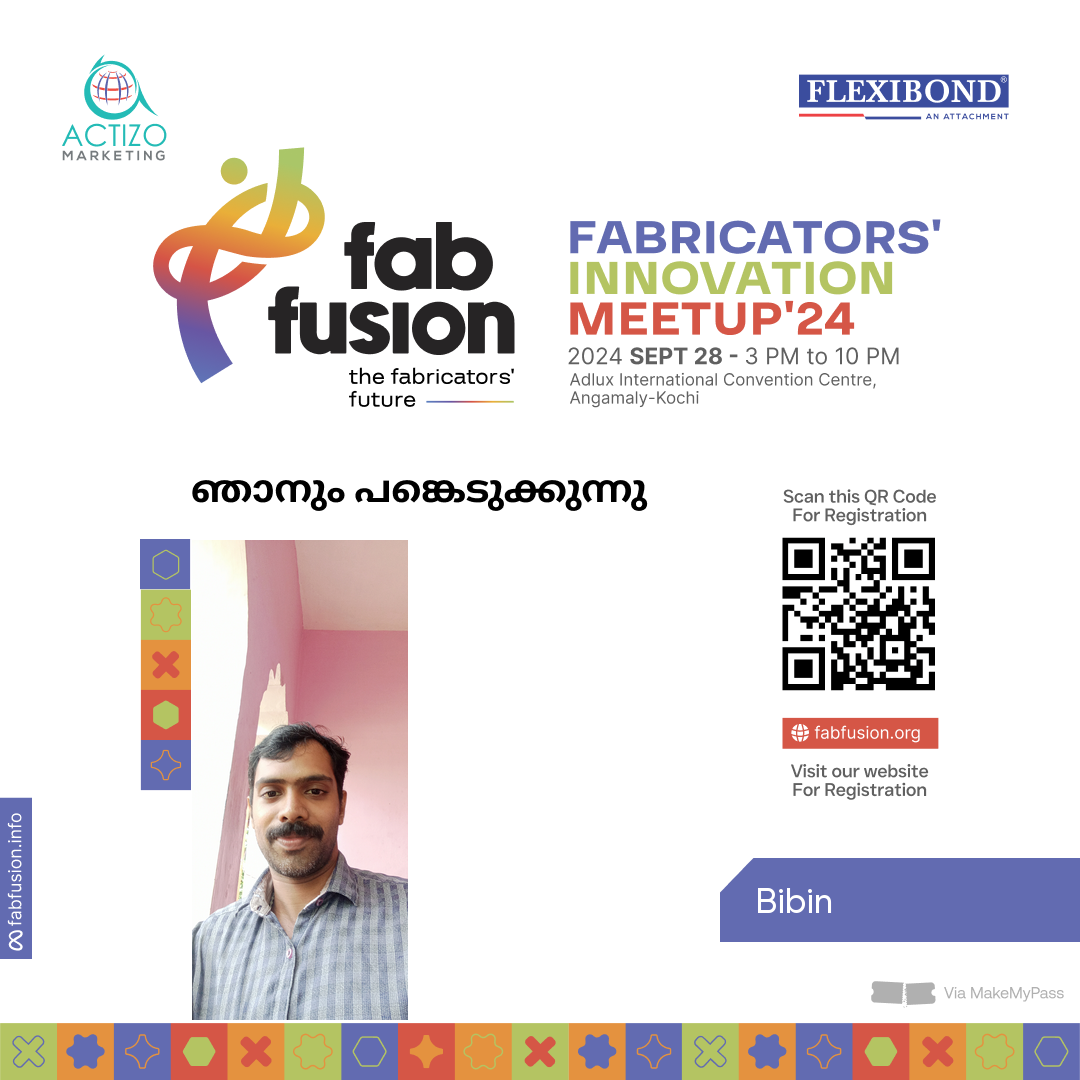 ACTIZO
MARKETING
FLEXIBOND®
AN ATTACHMENT
fab
fusion
the fabricators'
future
FABRICATORS'
INNOVATION
MEETUP'24
2024 SEPT 28 - 3 PM to 10 PM
Adlux International Convention Centre,
Angamaly-Kochi
ഞാനും പങ്കെടുക്കുന്നു
Scan this QR Code
For Registration
fabfusion.org
Visit our website
For Registration
fabfusion.info
Bibin
Via MakeMyPass